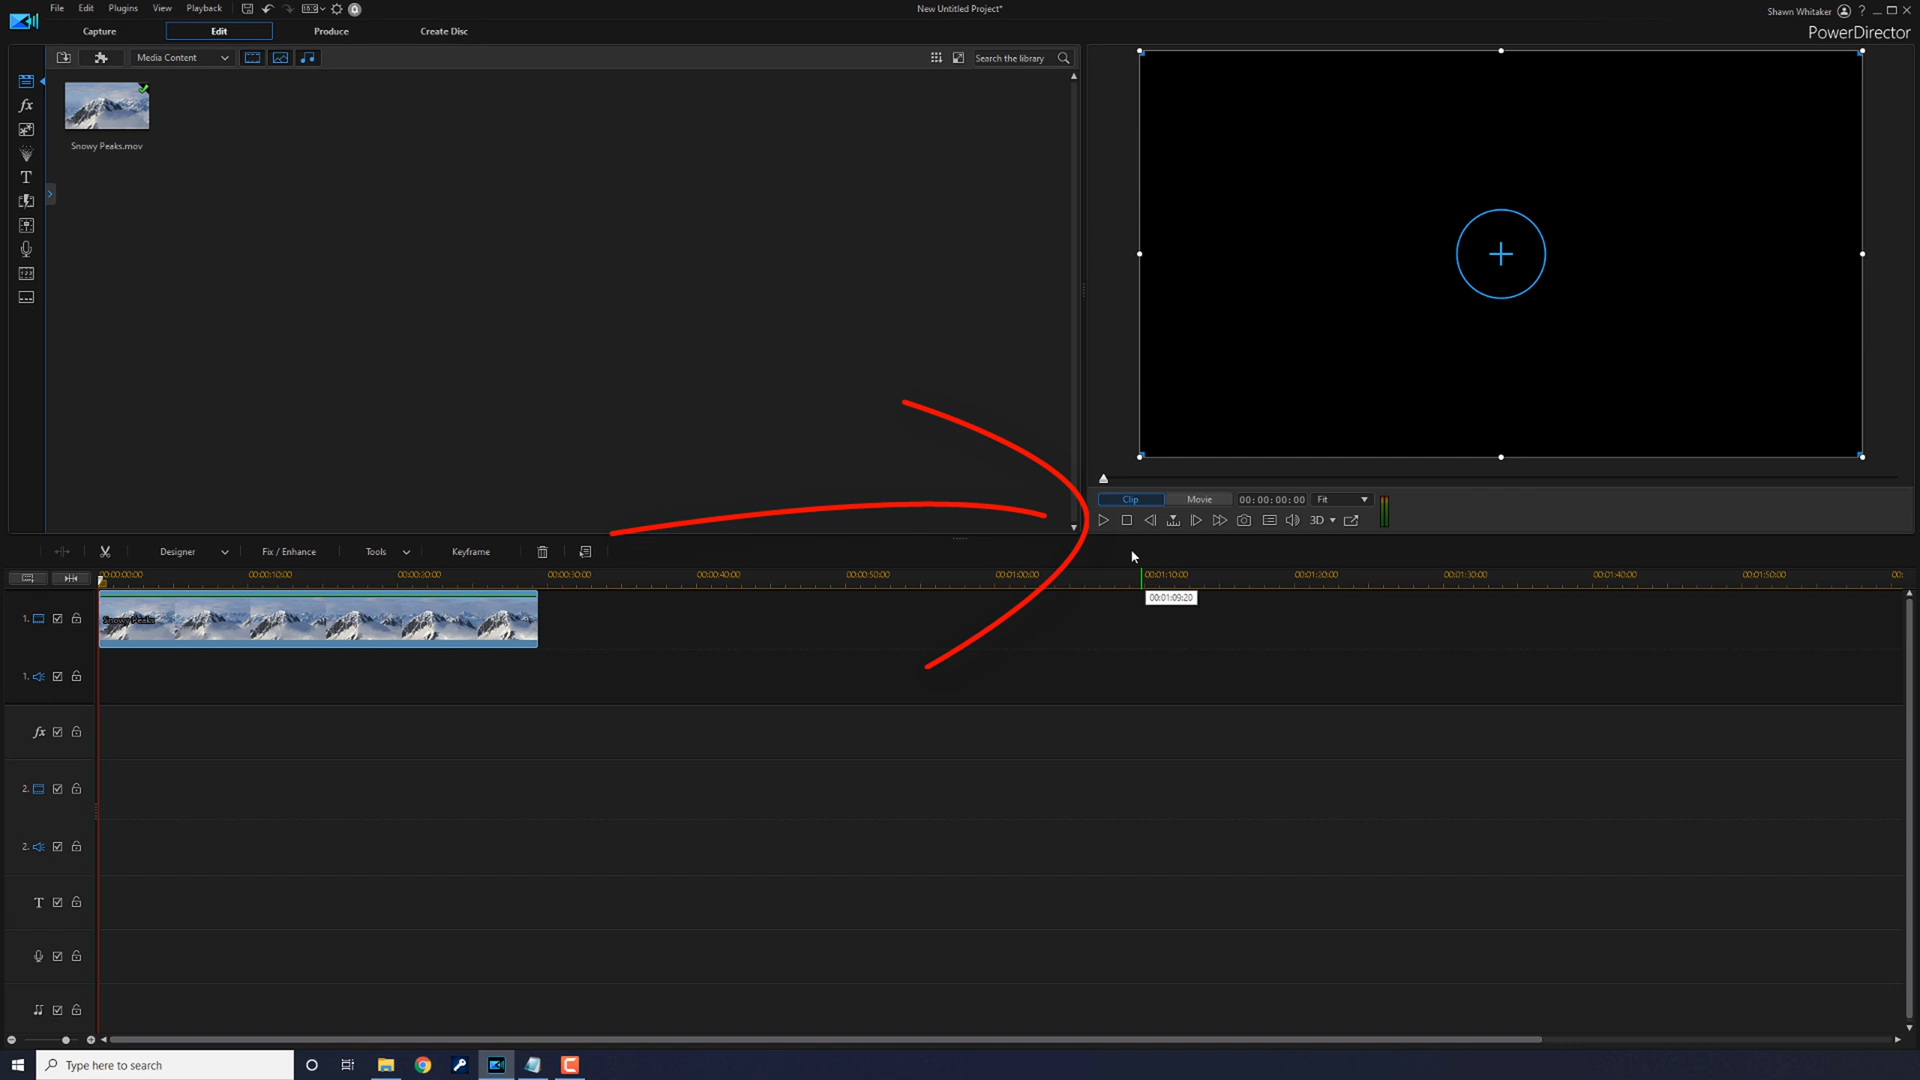 File Edit Plugins View Playback
16:9
New Untitled Project*
Shawn Whitaker
?
PowerDirector
Capture Edit Produce Create Disc
Media Content
Search the library
Snowy Peaks.mov
fx
T
Clip Movie 00:00:00:00 Fit
3D
Designer Fix / Enhance Tools Keyframe
00:00:00:00 00:00:10:00 00:00:20:00 00:00:30:00 00:00:40:00 00:00:50:00 00:01:00:00 00:01:10:00 00:01:20:00 00:01:30:00 00:01:40:00 00:01:50:00 00:
00:01:09:20
1.
Snowy Peaks
1.
fx
2.
2.
T
Type here to search